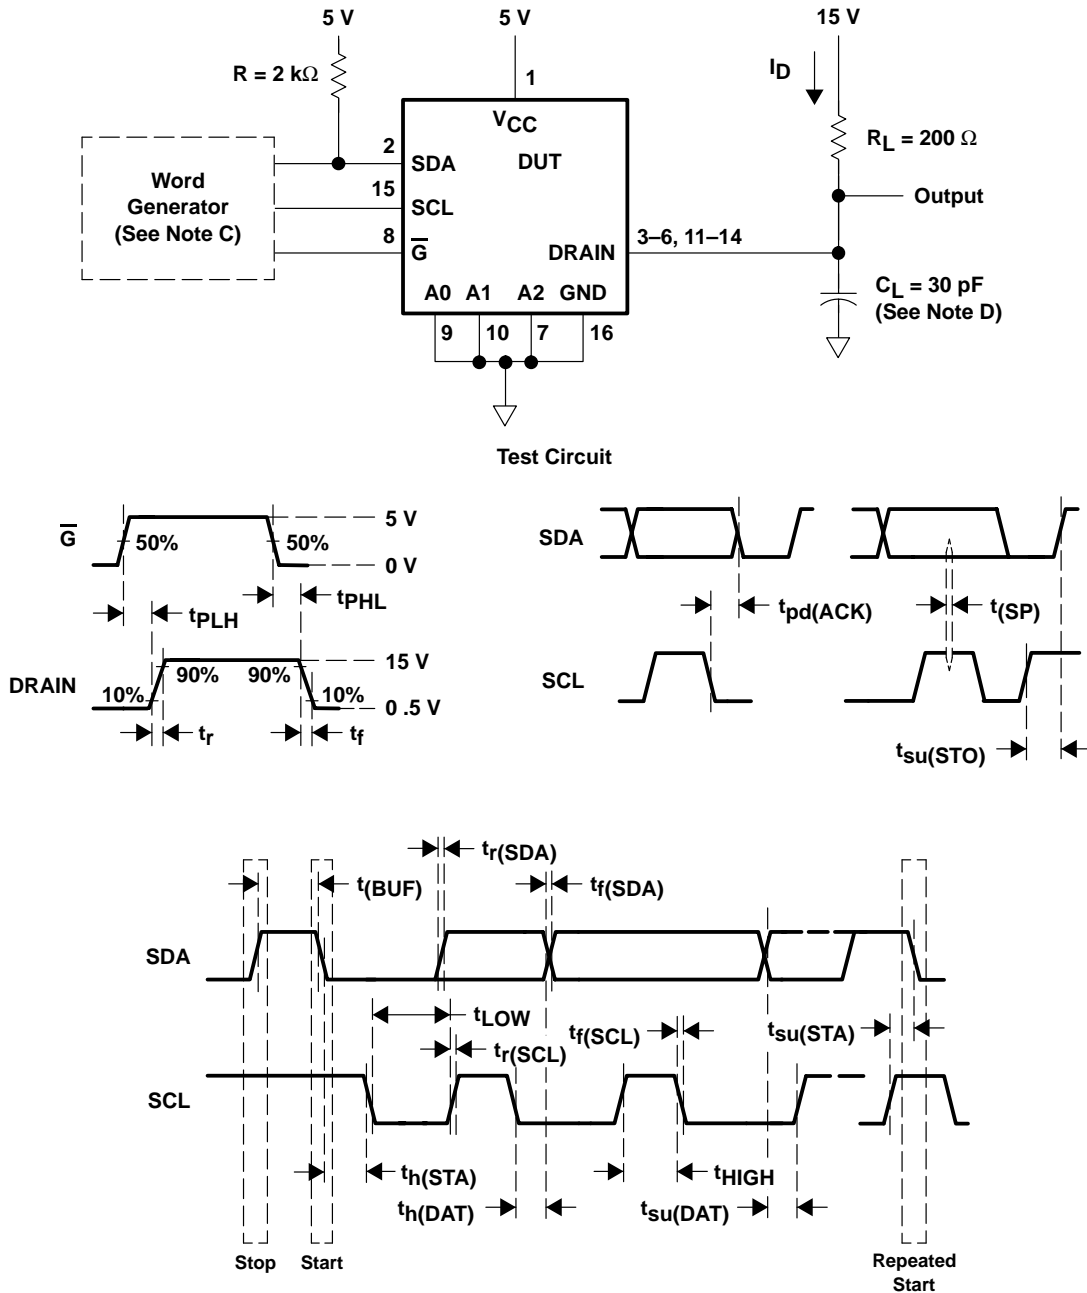 5 V
5 V
15 V
R = 2 kΩ
1
ID
VCC
2
SDA
DUT
RL = 200 Ω
Word
Generator
(See Note C)
15
SCL
Output
8
G
DRAIN
3–6, 11–14
A0
A1
A2
GND
CL = 30 pF
(See Note D)
9
10
7
16
Test Circuit
G
5 V
50%
50%
0 V
tPLH
tPHL
DRAIN
15 V
90%
90%
10%
10%
0 .5 V
tr
tf
SDA
tpd(ACK)
t(SP)
SCL
tsu(STO)
tr(SDA)
t(BUF)
tf(SDA)
SDA
tLOW
tf(SCL)
tsu(STA)
tr(SCL)
SCL
th(STA)
tHIGH
th(DAT)
tsu(DAT)
Stop
Start
Repeated
Start